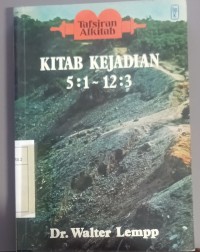 Tafsiran
Alkitab
KITAB KEJADIAN
5:1 - 12:3
Dr. Walter Lempp